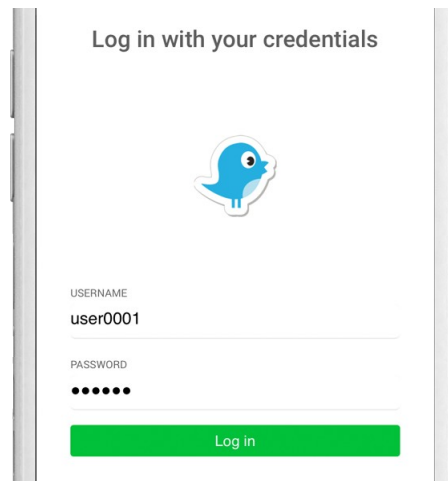 Log in with your credentials
USERNAME
user0001
PASSWORD
••••••
Log in